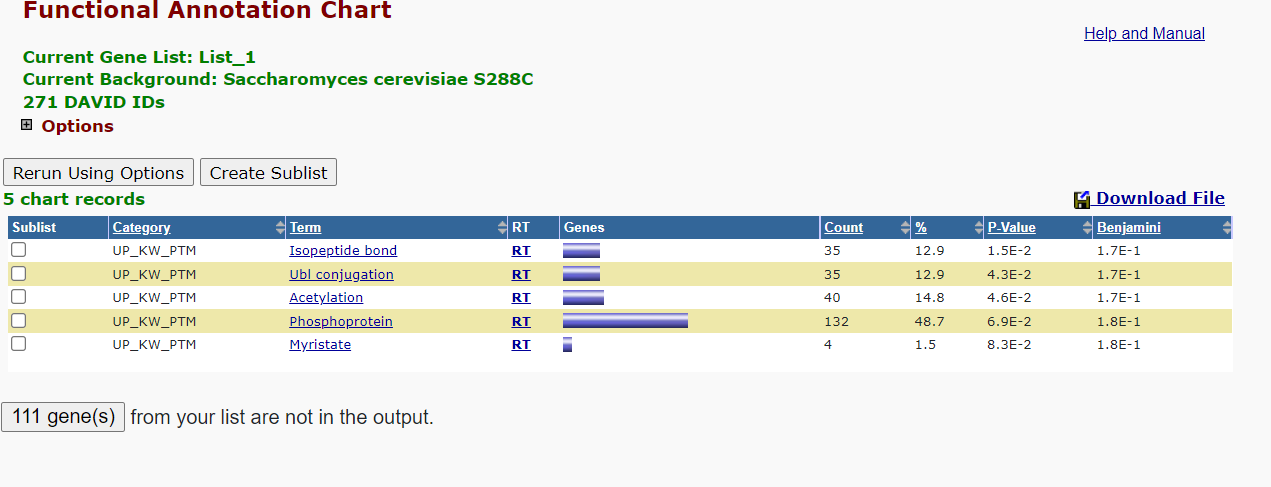 Functional Annotation Chart
Help and Manual
Current Gene List: List_1
Current Background: Saccharomyces cerevisiae S288C
271 DAVID IDs
Options
Rerun Using Options Create Sublist
5 chart records Download File
Sublist Category Term RT Genes Count % P-Value Benjamini
UP_KW_PTM Isopeptide bond RT 35 12.9 1.5E-2 1.7E-1
UP_KW_PTM Ubl conjugation RT 35 12.9 4.3E-2 1.7E-1
UP_KW_PTM Acetylation RT 40 14.8 4.6E-2 1.7E-1
UP_KW_PTM Phosphoprotein RT 132 48.7 6.9E-2 1.8E-1
UP_KW_PTM Myristate RT 4 1.5 8.3E-2 1.8E-1
111 gene(s) from your list are not in the output.